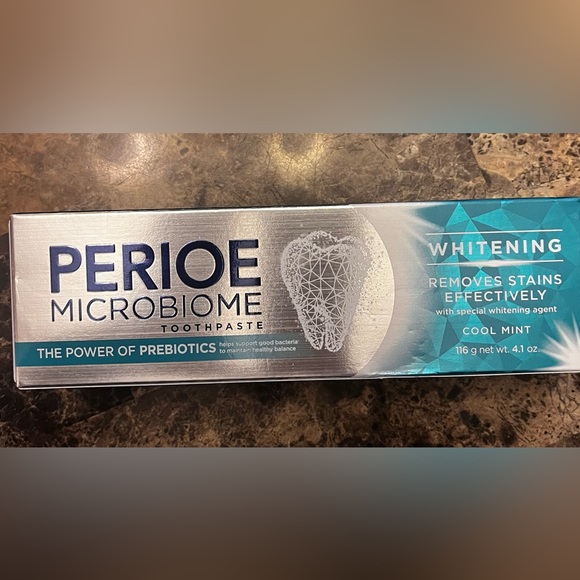 PERIOE
MICROBIOME
TOOTHPASTE
THE POWER OF PREBIOTICS
helps support good bacteria
to maintain healthy balance
WHITENING
REMOVES STAINS
EFFECTIVELY
with special whitening agent
COOL MINT
116 g net wt. 4.1 oz.